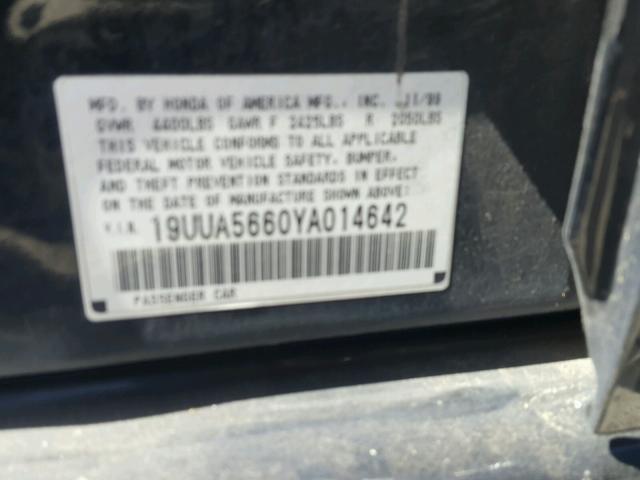 MFD. BY HONDA OF AMERICA MFG., INC. 11/99
GVWR 4400LBS GAWR F 2425LBS R 2050LBS
THIS VEHICLE CONFORMS TO ALL APPLICABLE
FEDERAL MOTOR VEHICLE SAFETY, BUMPER,
AND THEFT PREVENTION STANDARDS IN EFFECT
ON THE DATE OF MANUFACTURE SHOWN ABOVE.
V.I.N. 19UUA5660YA014642
PASSENGER CAR